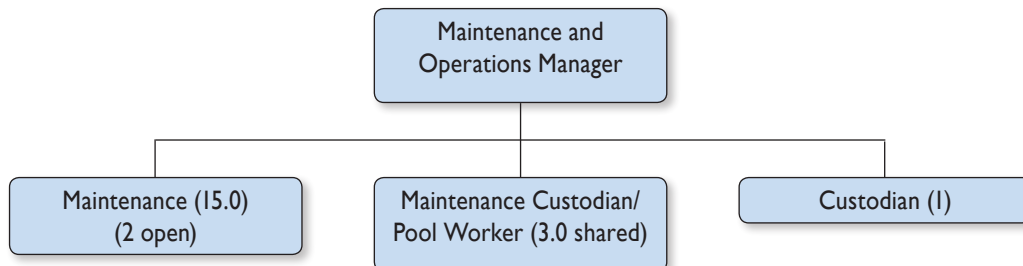 Maintenance and
Operations Manager
Maintenance (15.0)
(2 open)
Maintenance Custodian/
Pool Worker (3.0 shared)
Custodian (1)